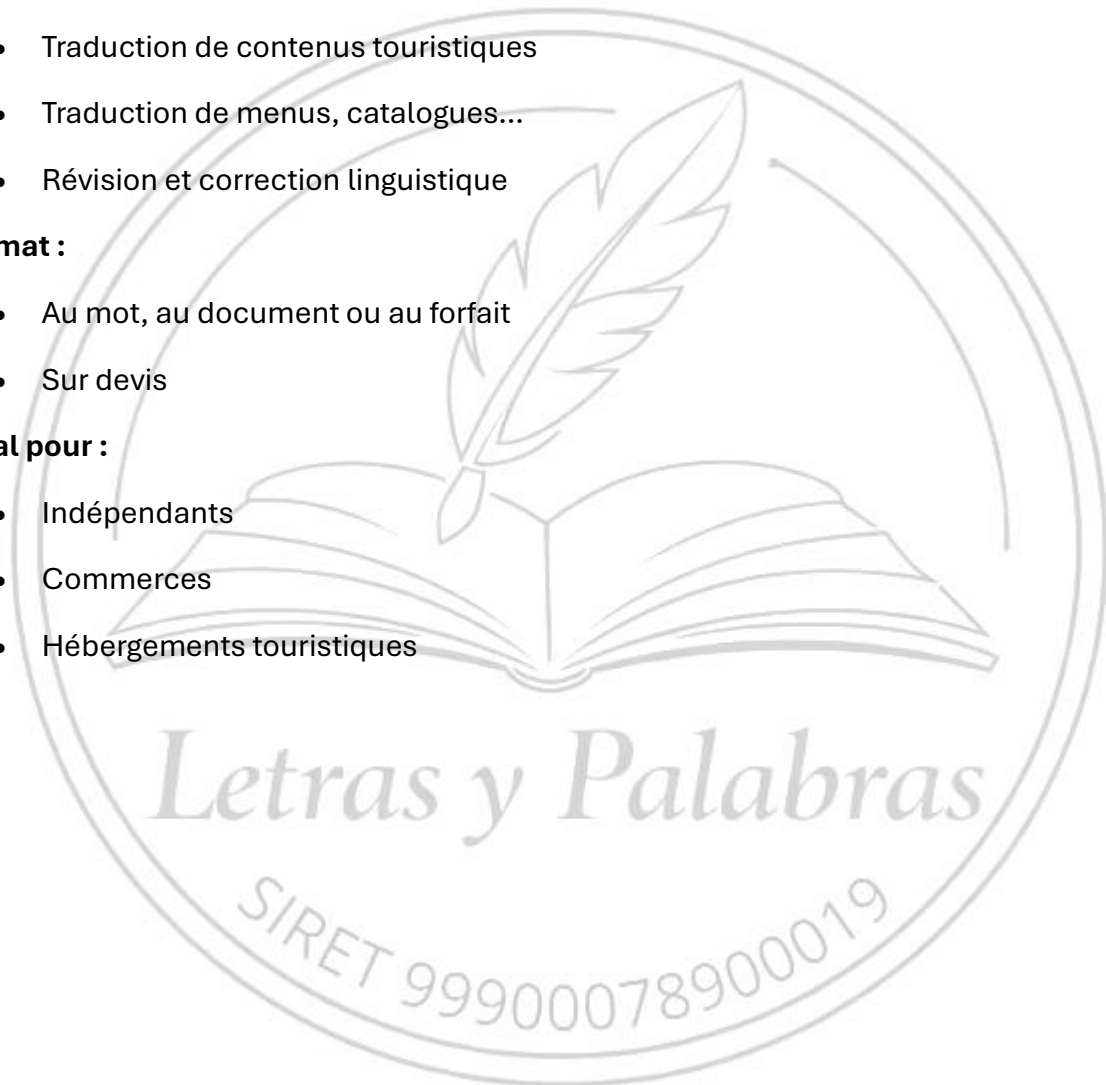 • Traduction de contenus touristiques
• Traduction de menus, catalogues...
• Révision et correction linguistique
mat :
• Au mot, au document ou au forfait
• Sur devis
al pour :
• Indépendants
• Commerces
• Hébergements touristiques
Letras y Palabras
SIRET 99900078900019